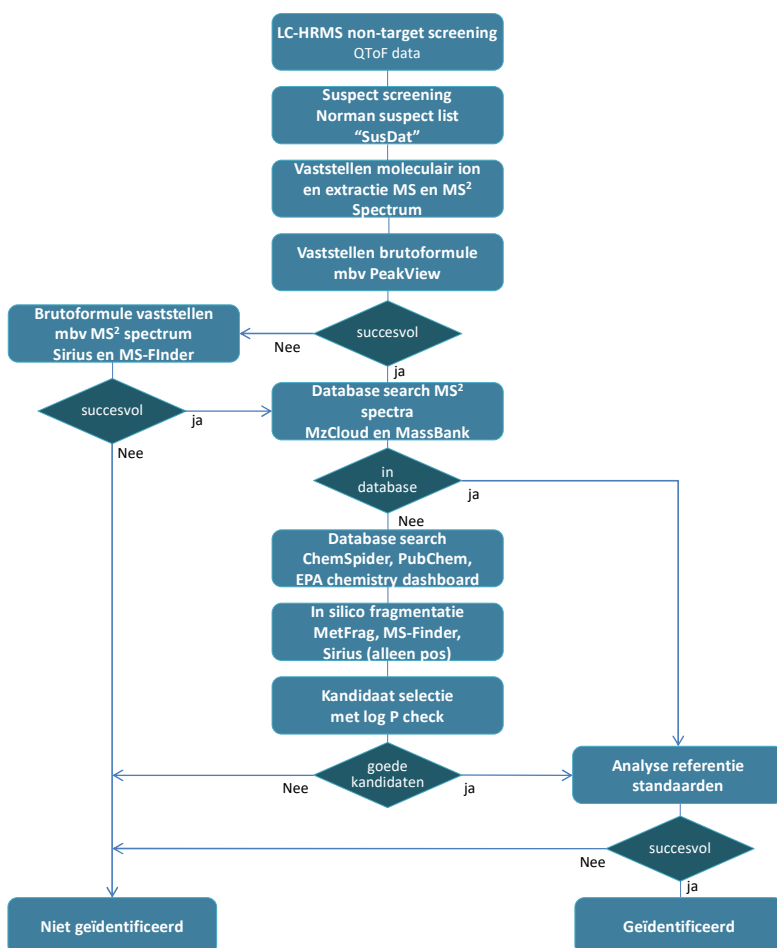 LC-HRMS non-target screening
QToF data
Suspect screening
Norman suspect list
“SusDat”
Vaststellen moleculair ion
en extractie MS en MS²
Spectrum
Vaststellen brutoformule
mbv PeakView
Brutoformule vaststellen
mbv MS² spectrum
Sirius en MS-FInder
succesvol
Nee
ja
succesvol
ja
Nee
Database search MS²
spectra
MzCloud en MassBank
in
database
ja
Nee
Database search
ChemSpider, PubChem,
EPA chemistry dashboard
In silico fragmentatie
MetFrag, MS-Finder,
Sirius (alleen pos)
Kandidaat selectie
met log P check
goede
kandidaten
Nee
ja
Analyse referentie
standaarden
succesvol
Nee
ja
Niet geïdentificeerd
Geïdentificeerd